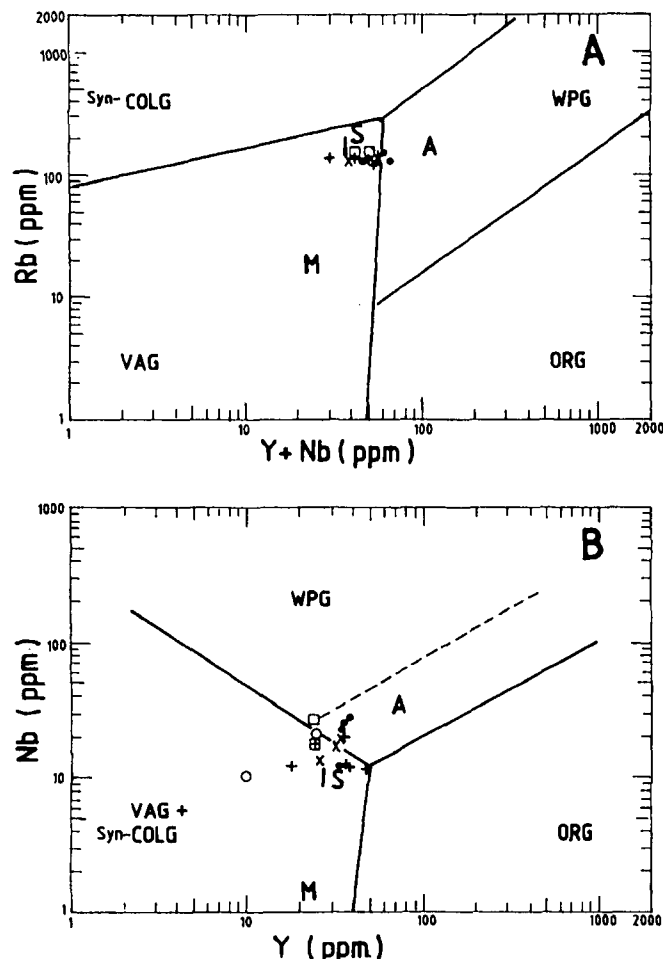 2000
1000
A
Syn-COLG
WPG
I S
A
100
Rb (ppm)
M
10
VAG
ORG
1
1 10 100 1000 2000
Y + Nb (ppm)
1000
B
WPG
100
A
Nb (ppm)
I S
10
VAG +
Syn-COLG
ORG
M
1
1 10 100 1000 2000
Y (ppm)